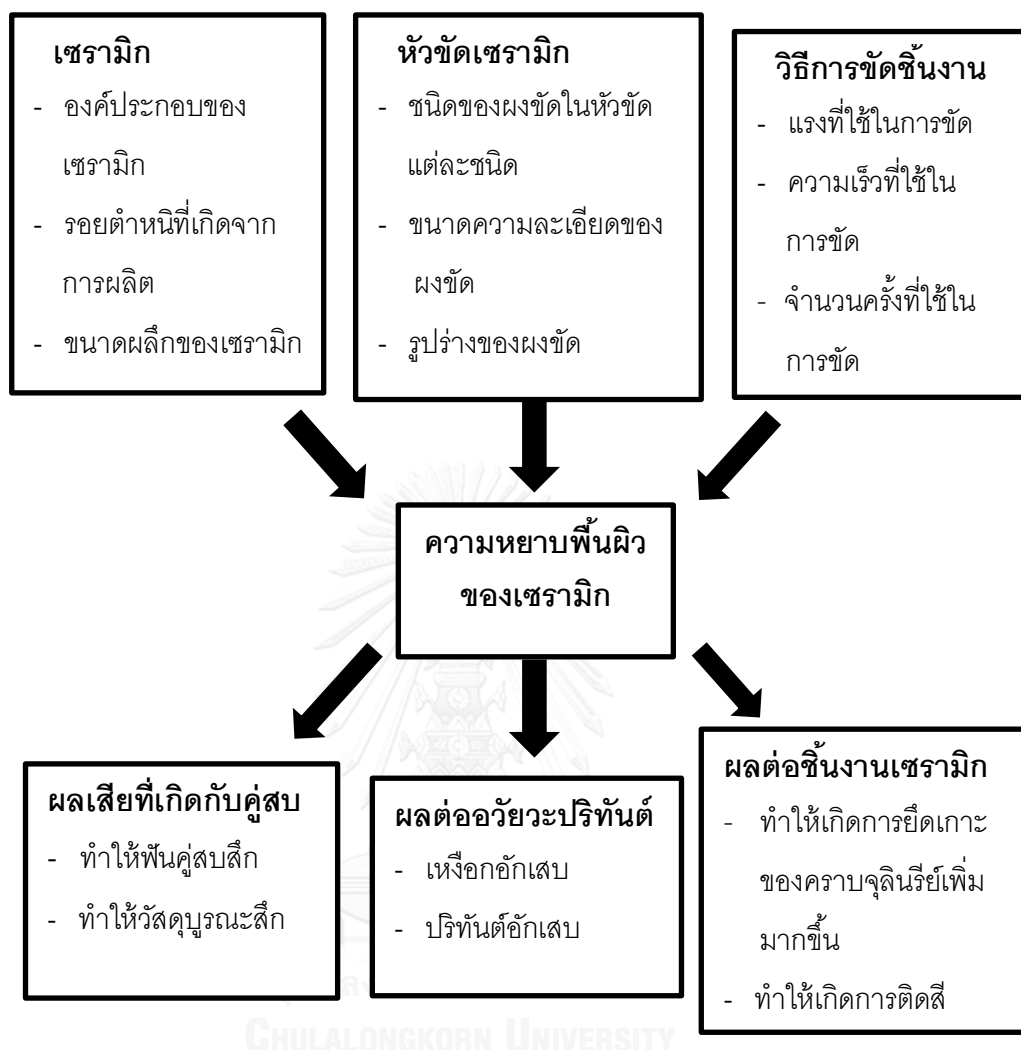 เซรามิก
- องค์ประกอบของ
เซรามิก
- รอยตำหนิที่เกิดจาก
การผลิต
- ขนาดผลึกของเซรามิก
หัวขัดเซรามิก
- ชนิดของผงขัดในหัวขัด
แต่ละชนิด
- ขนาดความละเอียดของ
ผงขัด
- รูปร่างของผงขัด
วิธีการขัดชิ้นงาน
- แรงที่ใช้ในการขัด
- ความเร็วที่ใช้ใน
การขัด
- จำนวนครั้งที่ใช้ใน
การขัด
ความหยาบพื้นผิว
ของเซรามิก
ผลเสียที่เกิดกับคู่สบ
- ทำให้ฟันคู่สบสึก
- ทำให้วัสดุบูรณะสึก
ผลต่ออวัยวะปริทันต์
- เหงือกอักเสบ
- ปริทันต์อักเสบ
ผลต่อชิ้นงานเซรามิก
- ทำให้เกิดการยึดเกาะ
ของคราบจุลินรีย์เพิ่ม
มากขึ้น
- ทำให้เกิดการติดสี
CHULALONGKORN UNIVERSITY